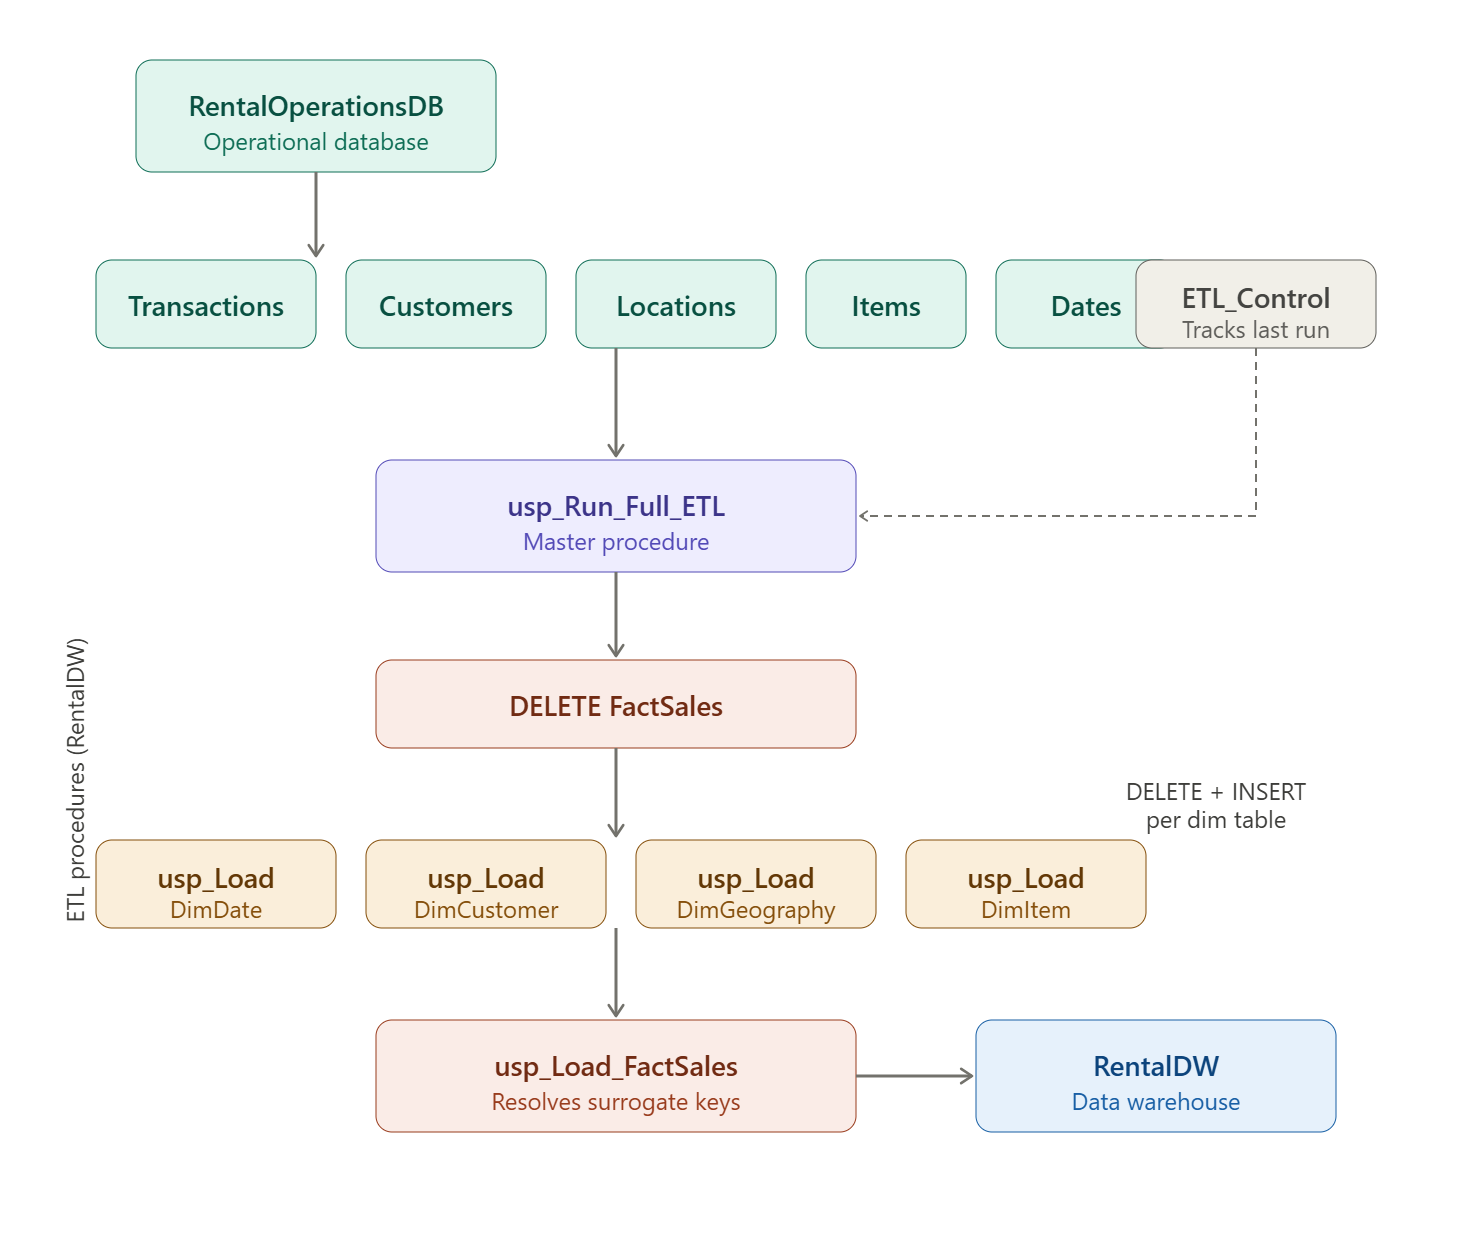 RentalOperationsDB
Operational database
Transactions
Customers
Locations
Items
Dates
ETL_Control
Tracks last run
usp_Run_Full_ETL
Master procedure
DELETE FactSales
ETL procedures (RentalDW)
DELETE + INSERT
per dim table
usp_Load
DimDate
usp_Load
DimCustomer
usp_Load
DimGeography
usp_Load
DimItem
usp_Load_FactSales
Resolves surrogate keys
RentalDW
Data warehouse